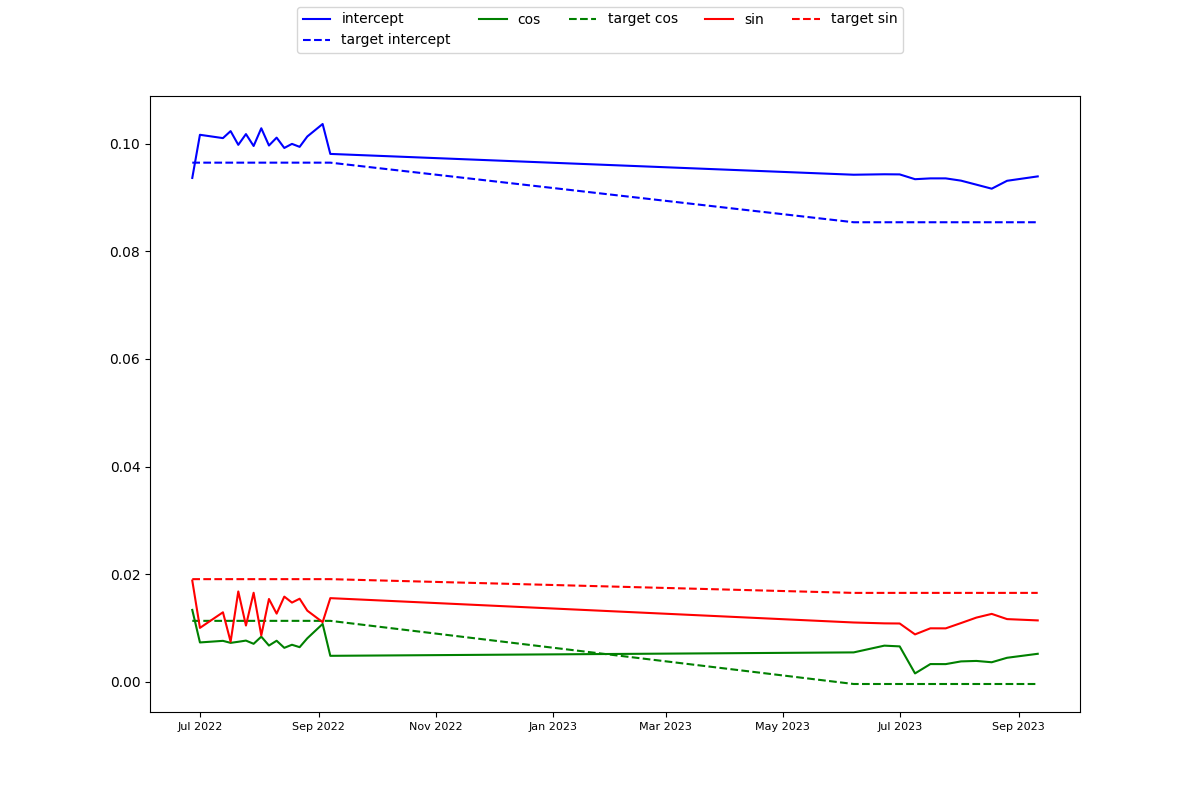 intercept cos target cos sin target sin
target intercept
0.10
0.08
0.06
0.04
0.02
0.00
Jul 2022 Sep 2022 Nov 2022 Jan 2023 Mar 2023 May 2023 Jul 2023 Sep 2023